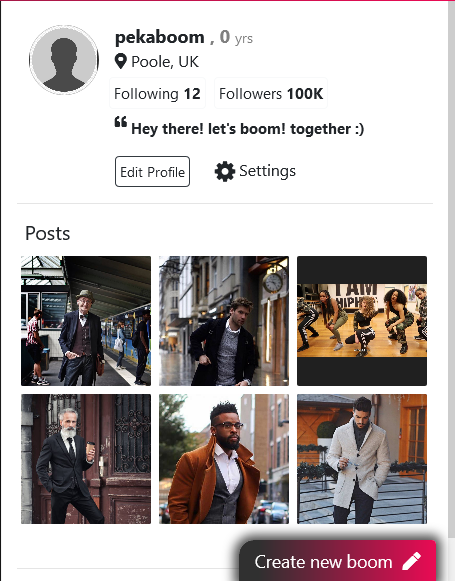 pekaboom , 0 yrs
Poole, UK
Following 12 Followers 100K
❝ Hey there! let's boom! together :)
Edit Profile Settings
Posts
I AM
HIPHOP
Create new boom